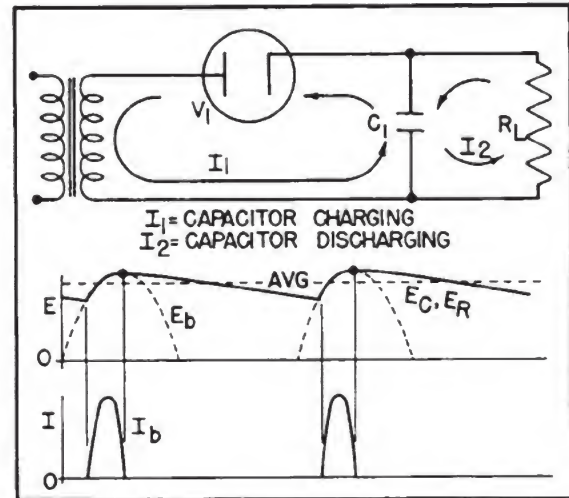 V1
C1
RL
I2
I1
I1= CAPACITOR CHARGING
I2= CAPACITOR DISCHARGING
AVG
E
Eb
EC, ER
O
I
Ib
O